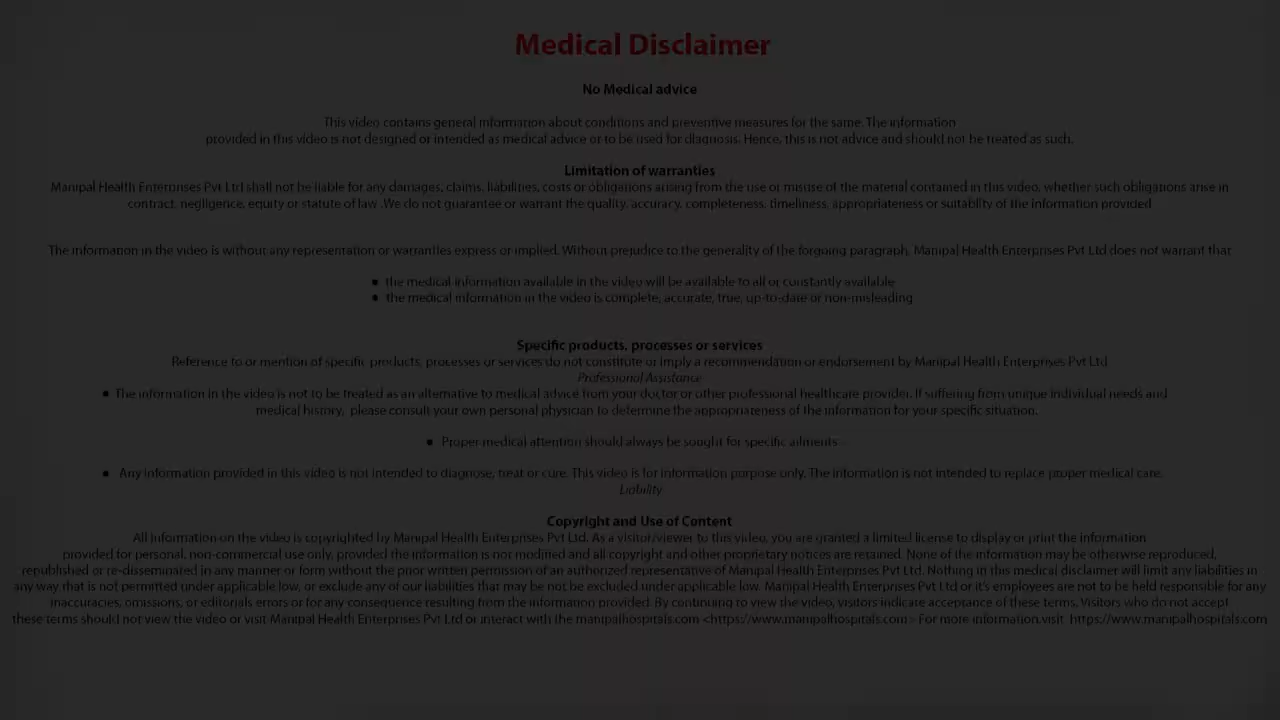 Medical Disclaimer
No Medical advice
This video contains general information about conditions and preventive measures for the same. The information
provided in this video is not designed or intended as medical advice or to be used for diagnosis. Hence, this is not advice and should not be treated as such.
Limitation of warranties
Manipal Health Enterprises Pvt Ltd shall not be liable for any damages, claims, liabilities, costs or obligations arising from the use or misuse of the material contained in this video, whether such obligations arise in
contract, negligence, equity or statute of law .We do not guarantee or warrant the quality, accuracy, completeness, timeliness, appropriateness or suitablity of the information provided
The information in the video is without any representation or warranties express or implied. Without prejudice to the generality of the forgoing paragraph, Manipal Health Enterprises Pvt Ltd does not warrant that
● the medical information available in the video will be available to all or constantly available
● the medical information in the video is complete, accurate, true, up-to-date or non-misleading
Specific products, processes or services
Reference to or mention of specific products, processes or services do not constitute or imply a recommendation or endorsement by Manipal Health Enterprises Pvt Ltd
Professional Assistance
● The information in the video is not to be treated as an alternative to medical advice from your doctor or other professional healthcare provider. If suffering from unique individual needs and
medical history, please consult your own personal physician to determine the appropriateness of the information for your specific situation.
● Proper medical attention should always be sought for specific ailments
● Any information provided in this video is not intended to diagnose, treat or cure. This video is for information purpose only. The information is not intended to replace proper medical care.
Liability
Copyright and Use of Content
All information on the video is copyrighted by Manipal Health Enterprises Pvt Ltd. As a visitor/viewer to this video, you are granted a limited license to display or print the information
provided for personal, non-commercial use only, provided the information is not modified and all copyright and other proprietary notices are retained. None of the information may be otherwise reproduced,
republished or re-disseminated in any manner or form without the prior written permission of an authorized representative of Manipal Health Enterprises Pvt Ltd. Nothing in this medical disclaimer will limit any liabilities in
any way that is not permitted under applicable low, or exclude any of our liabilities that may be not be excluded under applicable low. Manipal Health Enterprises Pvt Ltd or it's employees are not to be held responsible for any
inaccuracies, omissions, or editorials errors or for any consequence resulting from the information provided. By continuing to view the video, visitors indicate acceptance of these terms. Visitors who do not accept
these terms should not view the video or visit Manipal Health Enterprises Pvt Ltd or interact with the manipalhospitals.com <https://www.manipalhospitals.com> For more information.visit https://www.manipalhospitals.com